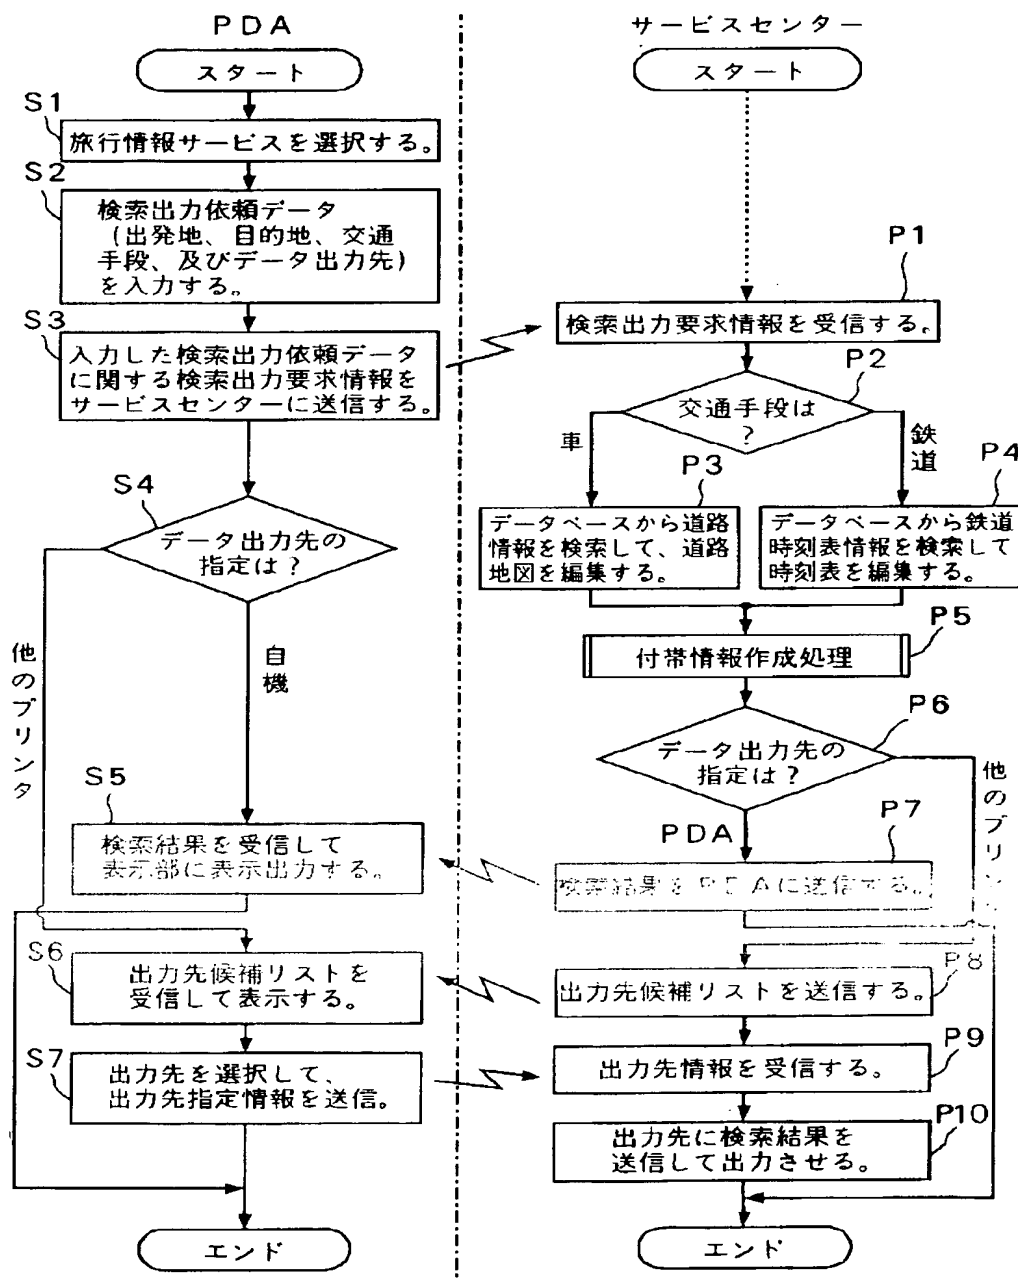 PDA
スタート
S1
旅行情報サービスを選択する。
S2
検索出力依頼データ
(出発地、目的地、交通
手段、及びデータ出力先)
を入力する。
S3
入力した検索出力依頼データ
に関する検索出力要求情報を
サービスセンターに送信する。
S4
データ出力先の
指定は?
他のプリンタ
自機
S5
検索結果を受信して
表示部に表示出力する。
S6
出力先候補リストを
受信して表示する。
S7
出力先を選択して、
出力先指定情報を送信。
エンド
サービスセンター
スタート
P1
検索出力要求情報を受信する。
P2
交通手段は
?
車
鉄道
P3
データベースから道路
情報を検索して、道路
地図を編集する。
P4
データベースから鉄道
時刻表情報を検索して
時刻表を編集する。
P5
付帯情報作成処理
P6
データ出力先の
指定は?
PDA
他のプリンタ
P7
検索結果をPDAに送信する。
P8
出力先候補リストを送信する。
P9
出力先情報を受信する。
P10
出力先に検索結果を
送信して出力させる。
エンド